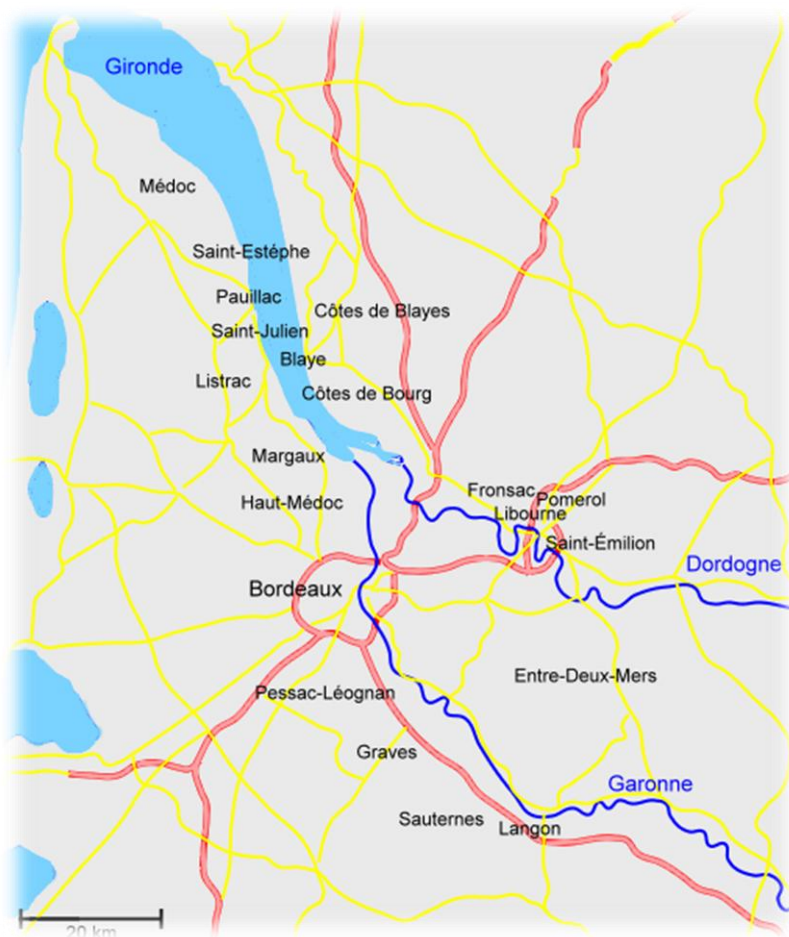 Gironde
Médoc
Saint-Estéphe
Pauillac
Côtes de Blayes
Saint-Julien
Blaye
Listrac
Côtes de Bourg
Margaux
Fronsac
Pomerol
Haut-Médoc
Libourne
Saint-Émilion
Dordogne
Bordeaux
Entre-Deux-Mers
Pessac-Léognan
Graves
Garonne
Sauternes
Langon
20 km